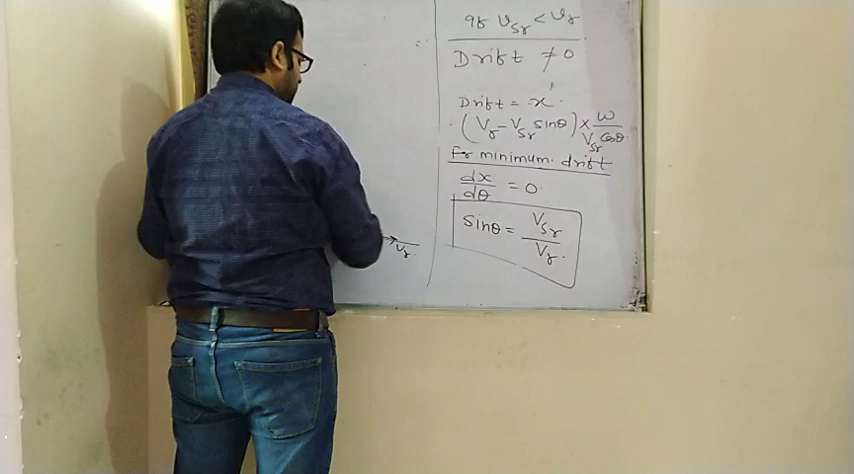 If Vsr < Vr
Drift ≠ 0
Drift = x
(Vr - Vsr sinθ) × W / Vsr Cosθ
For minimum drift
dx/dθ = 0
Sinθ = Vsr / Vr
Vr